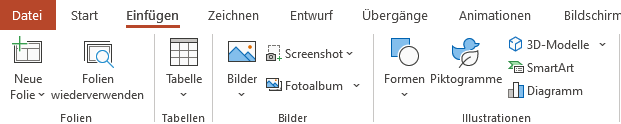 Datei Start Einfügen Zeichnen Entwurf Übergänge Animationen Bildschirm
Neue Folie
Folien wiederverwenden
Tabelle
Bilder
Screenshot
Fotoalbum
Formen
Piktogramme
3D-Modelle
SmartArt
Diagramm
Folien Tabellen Bilder Illustrationen